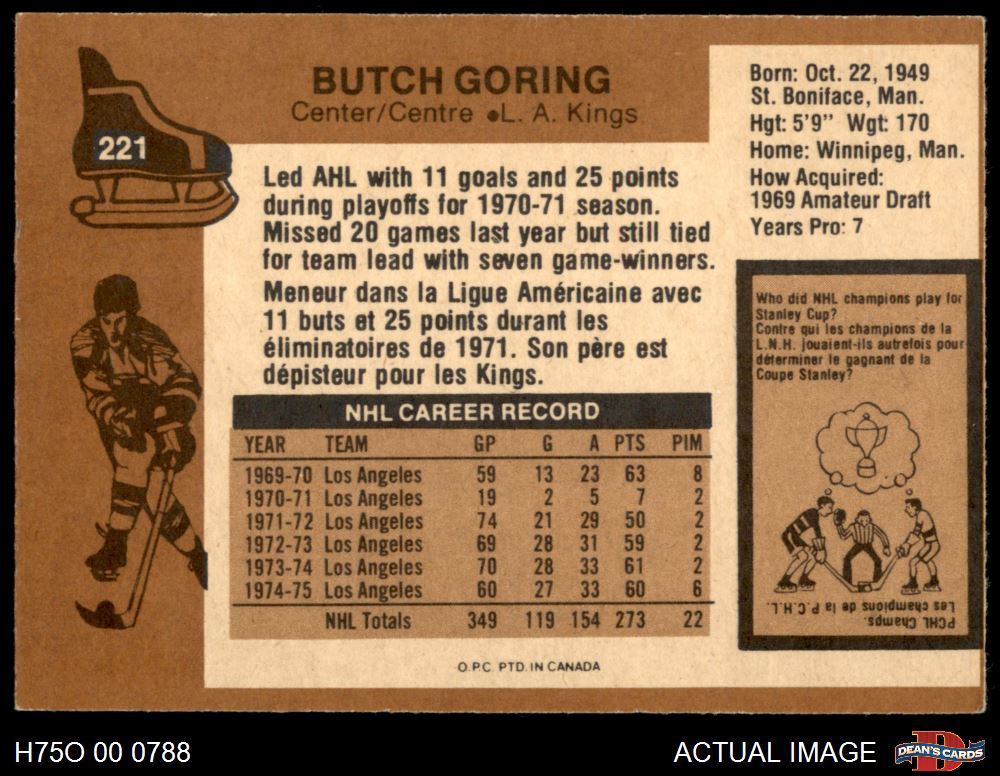 221
BUTCH GORING
Center/Centre • L. A. Kings
Led AHL with 11 goals and 25 points
during playoffs for 1970-71 season.
Missed 20 games last year but still tied
for team lead with seven game-winners.
Meneur dans la Ligue Américaine avec
11 buts et 25 points durant les
éliminatoires de 1971. Son père est
dépisteur pour les Kings.
NHL CAREER RECORD
YEAR TEAM GP G A PTS PIM
1969-70 Los Angeles 59 13 23 63 8
1970-71 Los Angeles 19 2 5 7 2
1971-72 Los Angeles 74 21 29 50 2
1972-73 Los Angeles 69 28 31 59 2
1973-74 Los Angeles 70 28 33 61 2
1974-75 Los Angeles 60 27 33 60 6
NHL Totals 349 119 154 273 22
O.P.C. PTD. IN CANADA
Born: Oct. 22, 1949
St. Boniface, Man.
Hgt: 5'9" Wgt: 170
Home: Winnipeg, Man.
How Acquired:
1969 Amateur Draft
Years Pro: 7
Who did NHL champions play for
Stanley Cup?
Contre qui les champions de la
L.N.H. jouaient-ils autrefois pour
déterminer le gagnant de la
Coupe Stanley?
PCHL Champs.
Les champions de la P.C.H.L.
H75O 00 0788
ACTUAL IMAGE
DEAN'S CARDS